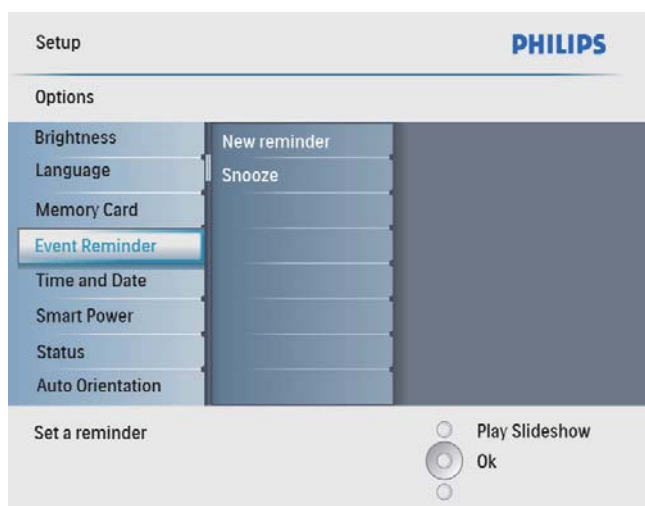 Setup
PHILIPS
Options
Brightness
Language
Memory Card
Event Reminder
Time and Date
Smart Power
Status
Auto Orientation
New reminder
Snooze
Set a reminder
Play Slideshow
Ok